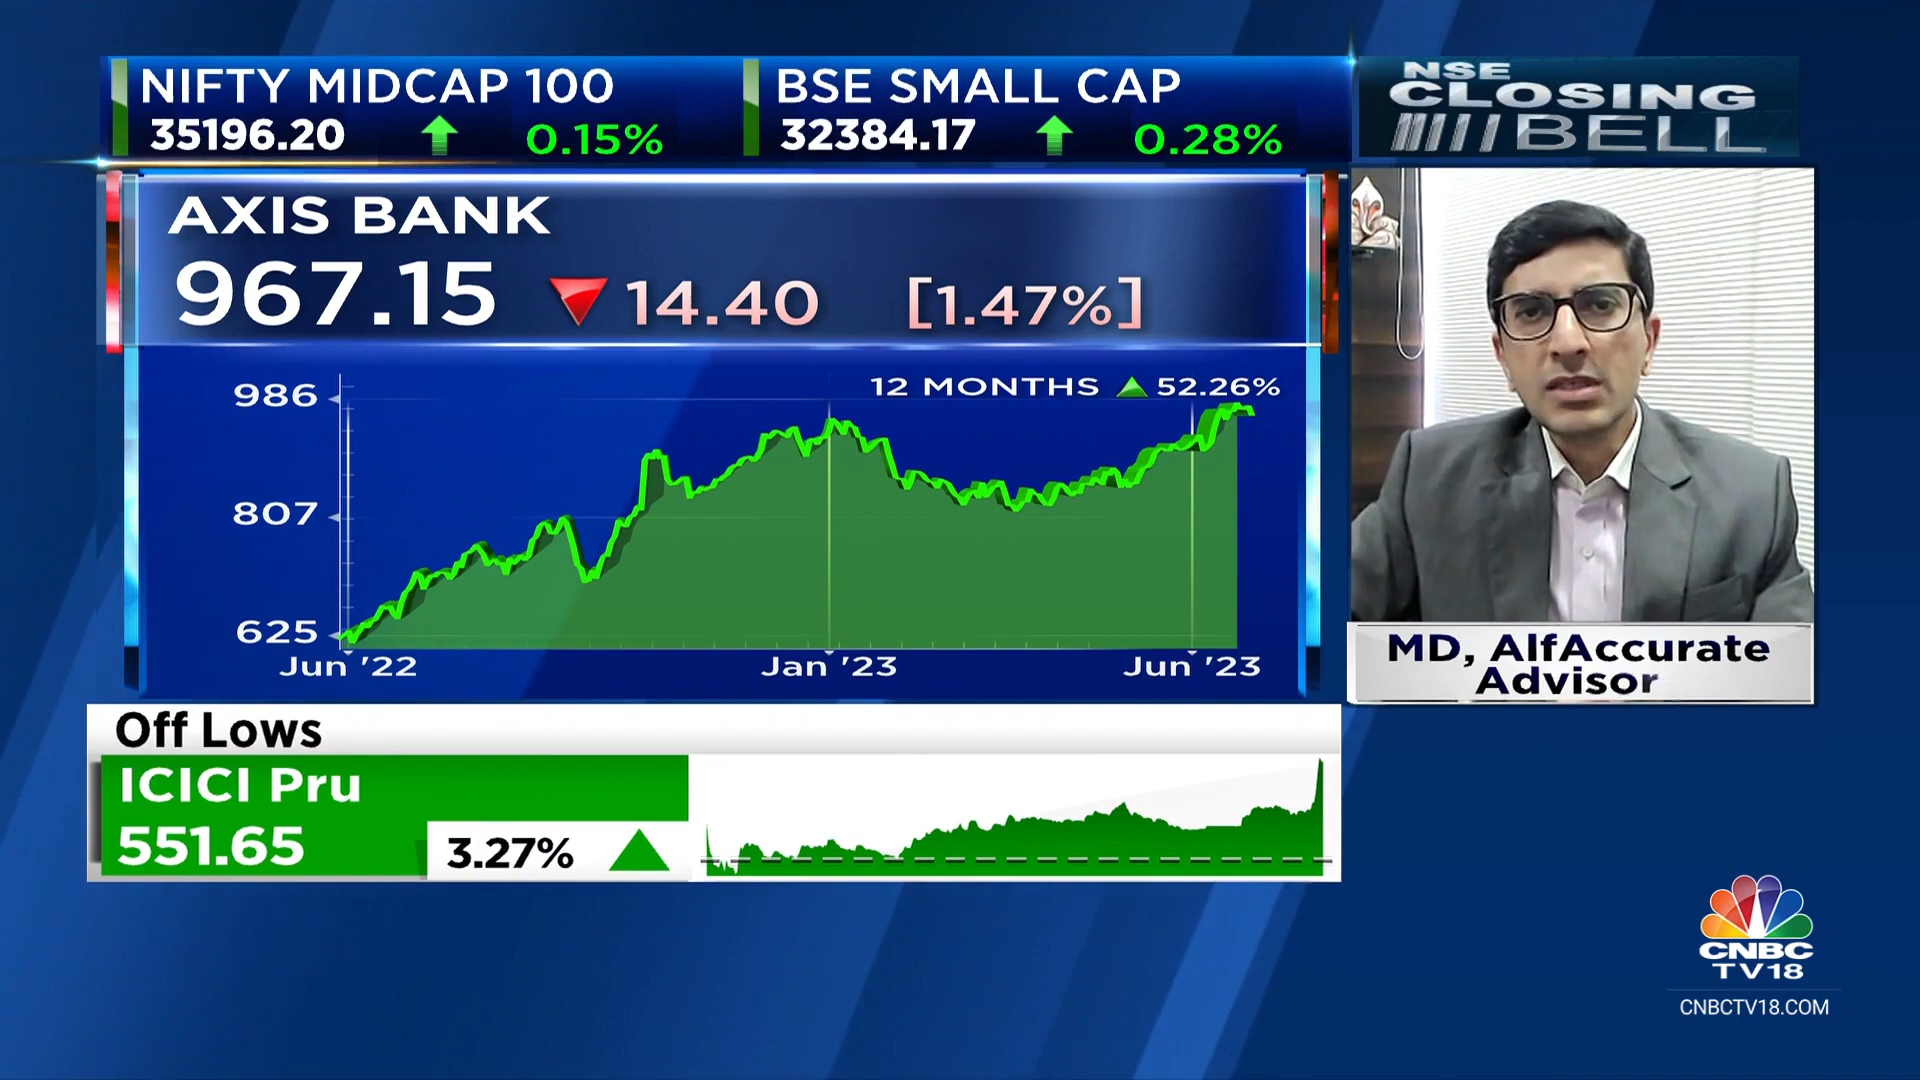 NIFTY MIDCAP 100
35196.20 0.15%
BSE SMALL CAP
32384.17 0.28%
NSE
CLOSING
BELL
AXIS BANK
967.15 14.40 [1.47%]
12 MONTHS 52.26%
986
807
625
Jun '22 Jan '23 Jun '23
MD, AlfAccurate
Advisor
Off Lows
ICICI Pru
551.65
3.27%
CNBC
TV18
CNBCTV18.COM